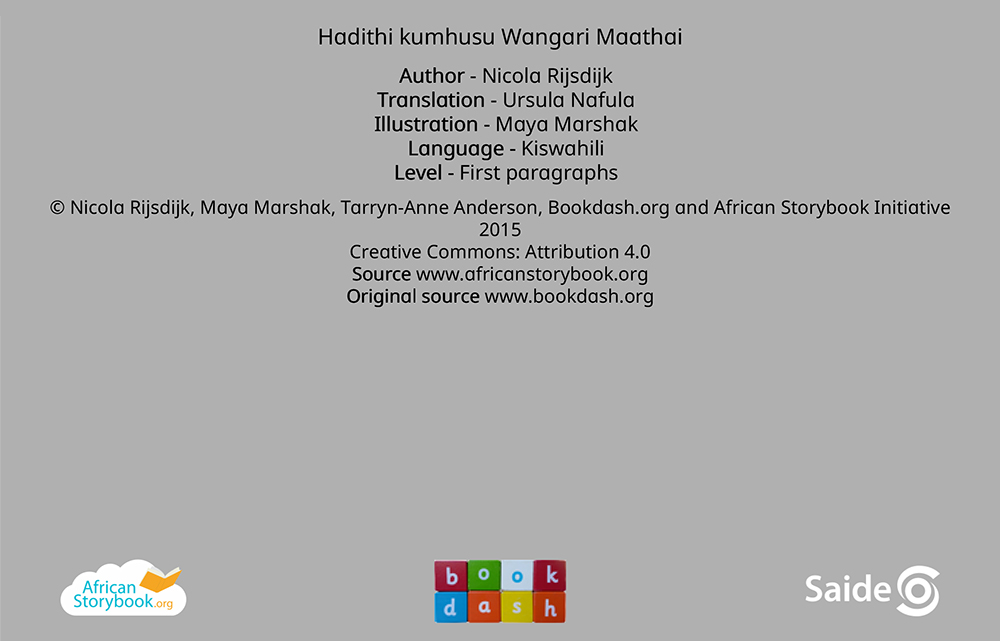 Hadithi kumhusu Wangari Maathai
Author - Nicola Rijsdijk
Translation - Ursula Nafula
Illustration - Maya Marshak
Language - Kiswahili
Level - First paragraphs
© Nicola Rijsdijk, Maya Marshak, Tarryn-Anne Anderson, Bookdash.org and African Storybook Initiative
2015
Creative Commons: Attribution 4.0
Source www.africanstorybook.org
Original source www.bookdash.org
African
Storybook.org
book
dash
Saide